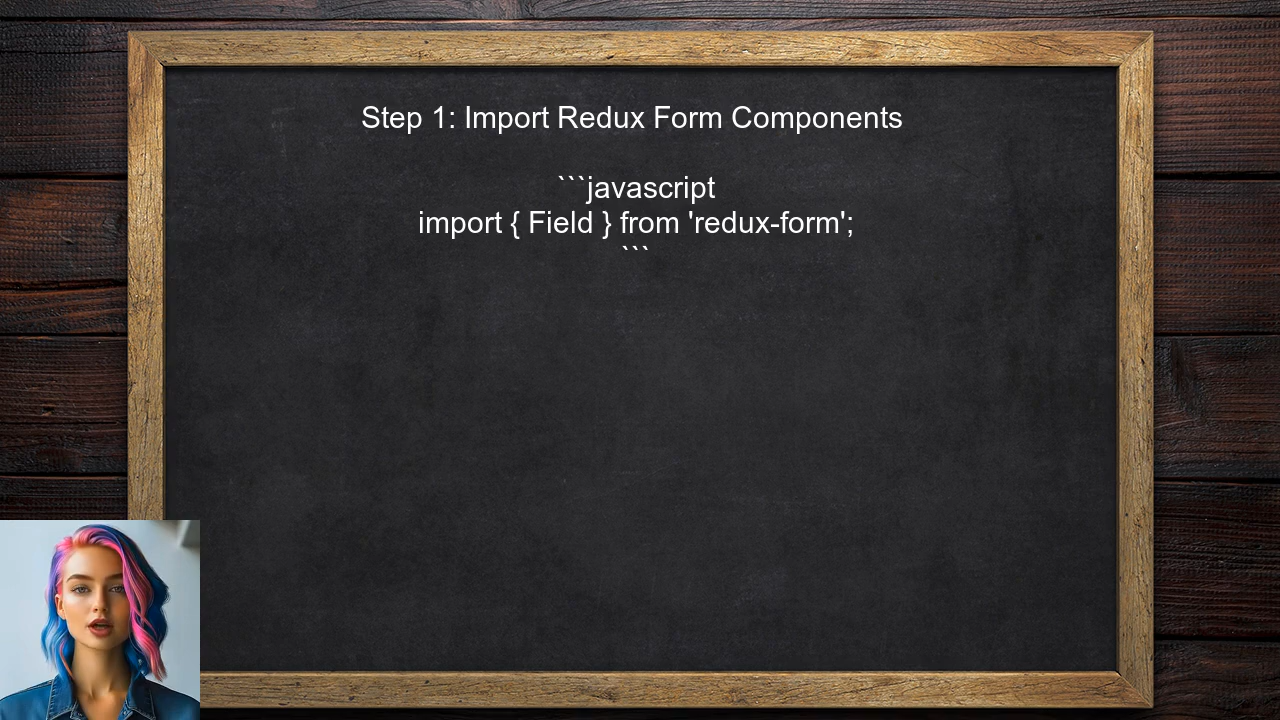 Step 1: Import Redux Form Components
```javascript
import { Field } from 'redux-form';
```